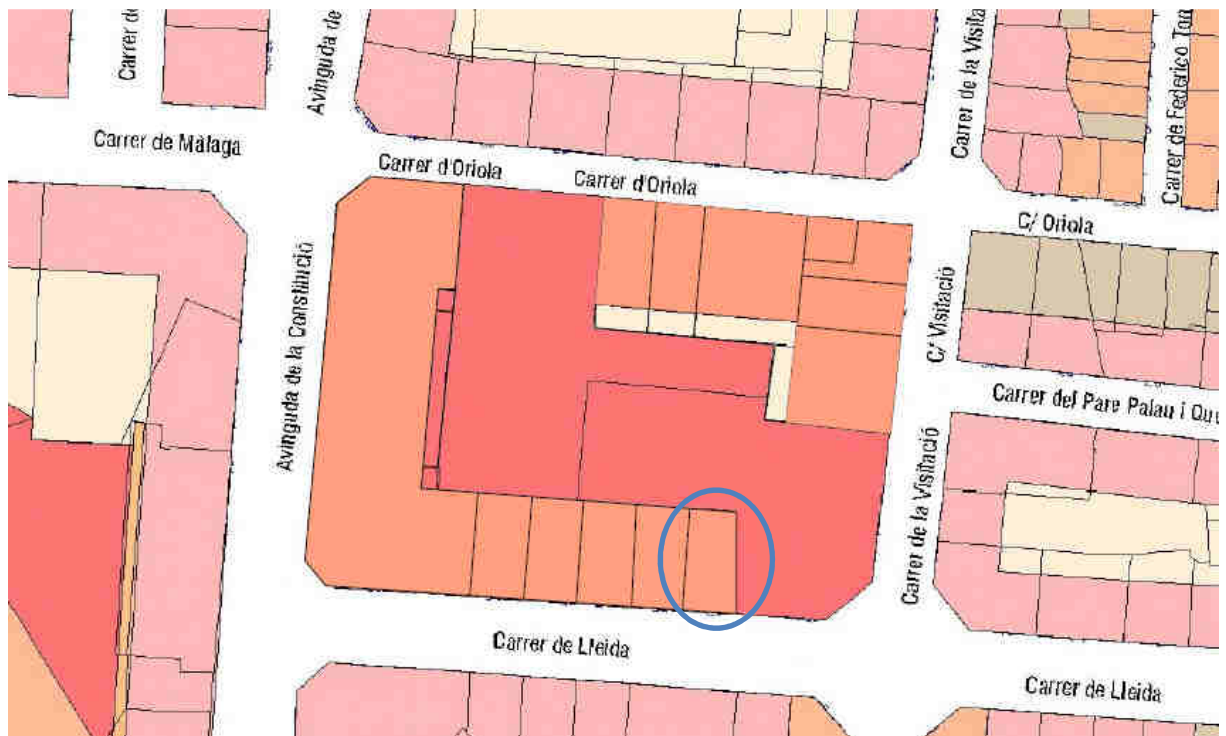 Carrer de
Avinguda de
Carrer de la Visita
Carrer de Federico Too
Carrer de Màlaga
Carrer d'Oriola
Carrer d'Oriola
C/ Oriola
Avinguda de la Constitució
C/ Visitació
Carrer del Pare Palau i Qu
Carrer de la Visitació
Carrer de Lleida
Carrer de Lleida